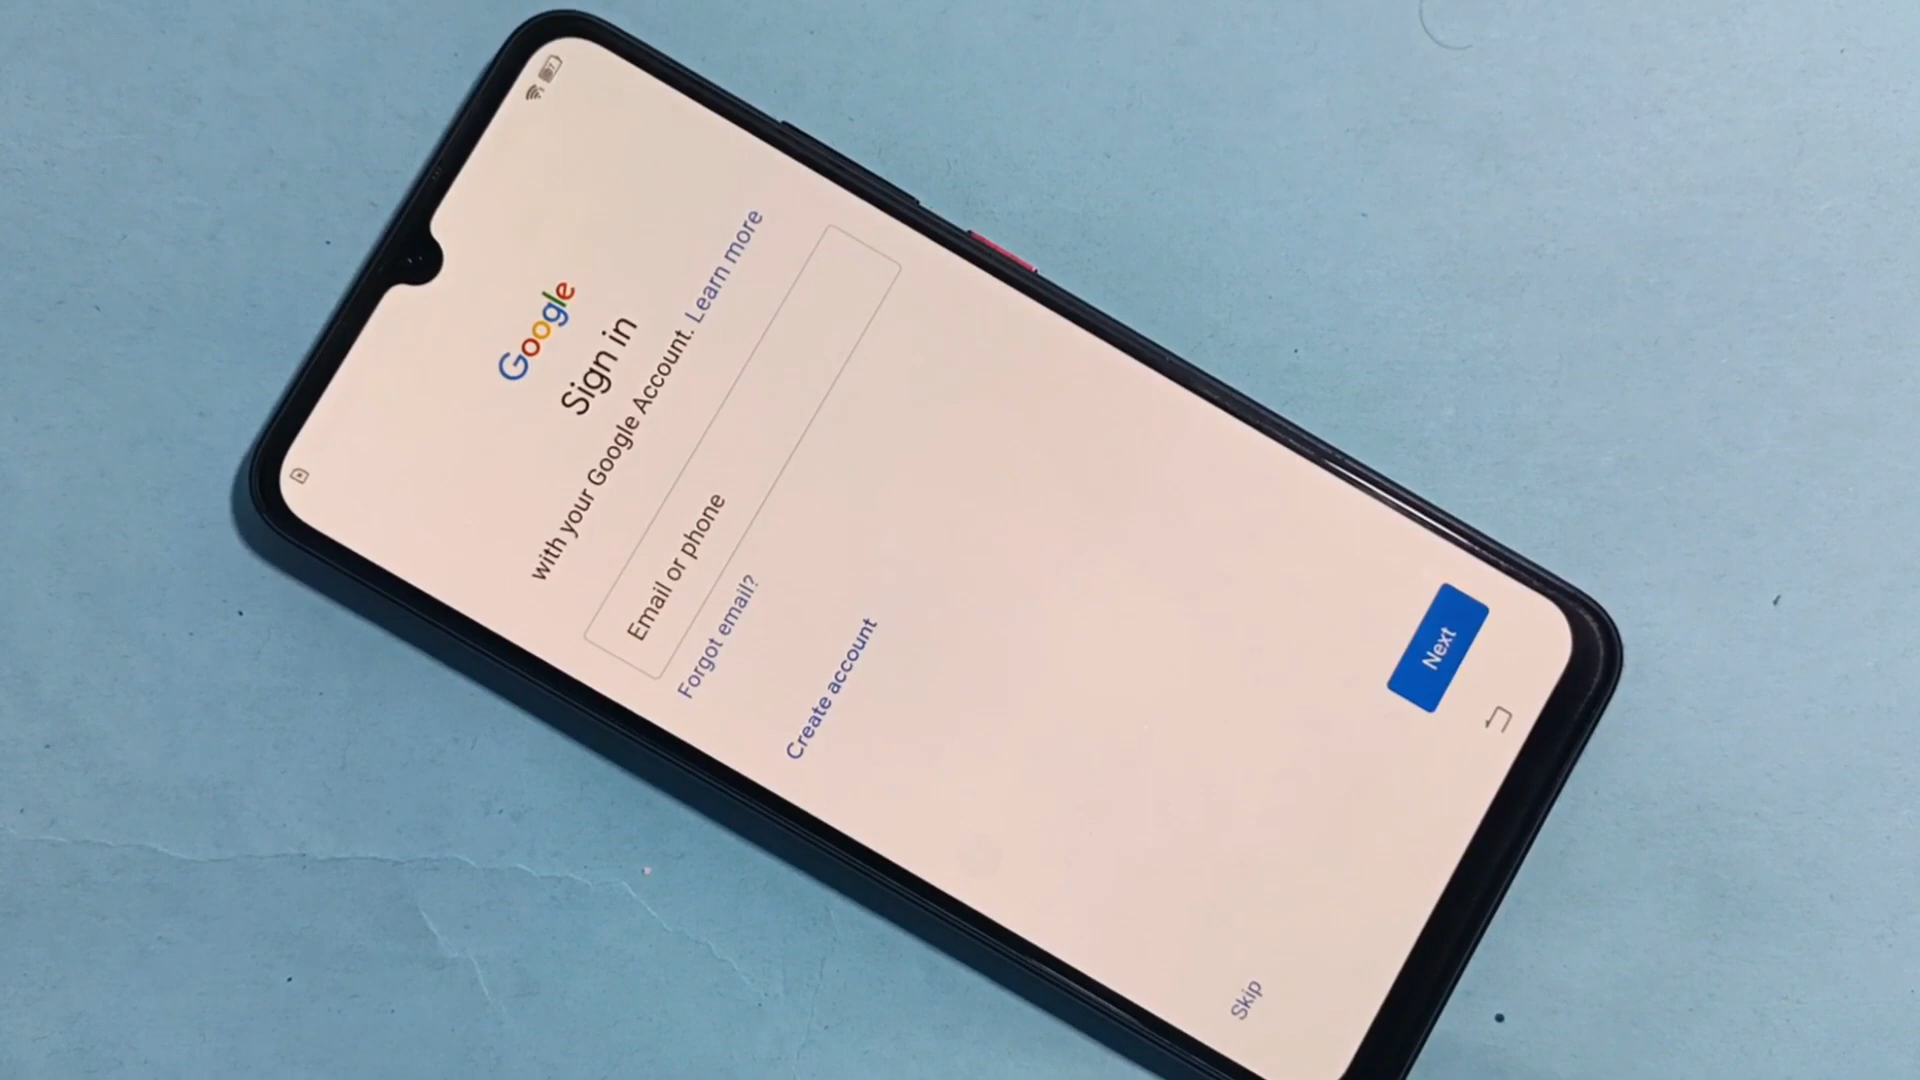 Google
Sign in
with your Google Account. Learn more
Email or phone
Forgot email?
Create account
Skip
Next